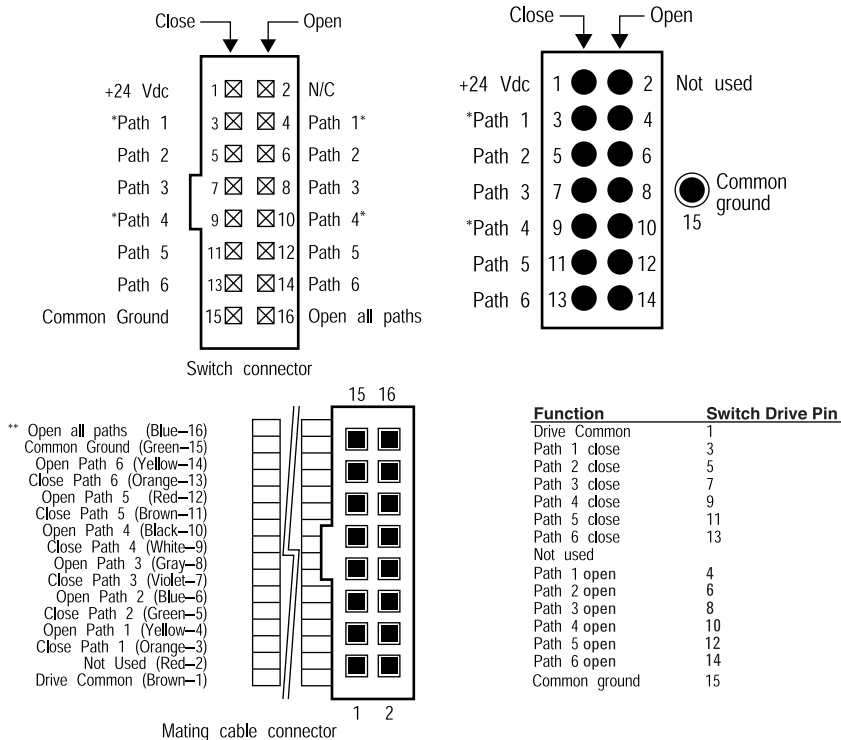 Close Open
+24 Vdc 1 2 N/C
*Path 1 3 4 Path 1*
Path 2 5 6 Path 2
Path 3 7 8 Path 3
*Path 4 9 10 Path 4*
Path 5 11 12 Path 5
Path 6 13 14 Path 6
Common Ground 15 16 Open all paths
Switch connector
Close Open
+24 Vdc 1 2 Not used
*Path 1 3 4
Path 2 5 6
Path 3 7 8
*Path 4 9 10
Path 5 11 12
Path 6 13 14
Common
ground
15
15 16
** Open all paths (Blue–16)
Common Ground (Green–15)
Open Path 6 (Yellow–14)
Close Path 6 (Orange–13)
Open Path 5 (Red–12)
Close Path 5 (Brown–11)
Open Path 4 (Black–10)
Close Path 4 (White–9)
Open Path 3 (Gray–8)
Close Path 3 (Violet–7)
Open Path 2 (Blue–6)
Close Path 2 (Green–5)
Open Path 1 (Yellow–4)
Close Path 1 (Orange–3)
Not Used (Red–2)
Drive Common (Brown–1)
1 2
Mating cable connector
Function Switch Drive Pin
Drive Common 1
Path 1 close 3
Path 2 close 5
Path 3 close 7
Path 4 close 9
Path 5 close 11
Path 6 close 13
Not used
Path 1 open 4
Path 2 open 6
Path 3 open 8
Path 4 open 10
Path 5 open 12
Path 6 open 14
Common ground 15